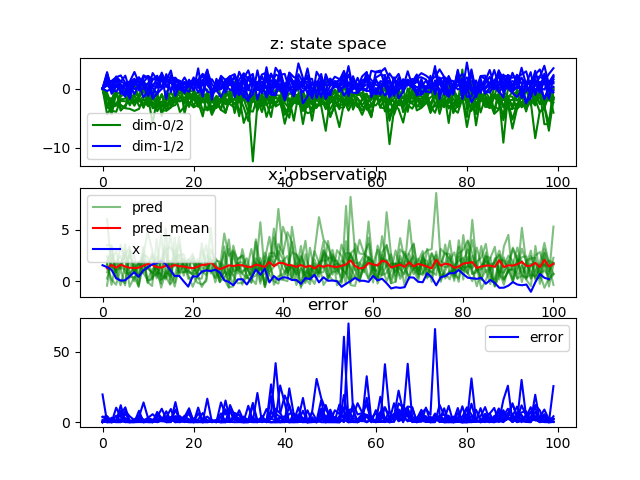 z: state space
0
−10
dim-0/2
dim-1/2
0 20 40 60 80 100
x: observation
5
0
pred
pred_mean
x
0 20 40 60 80 100
error
50
0
error
0 20 40 60 80 100